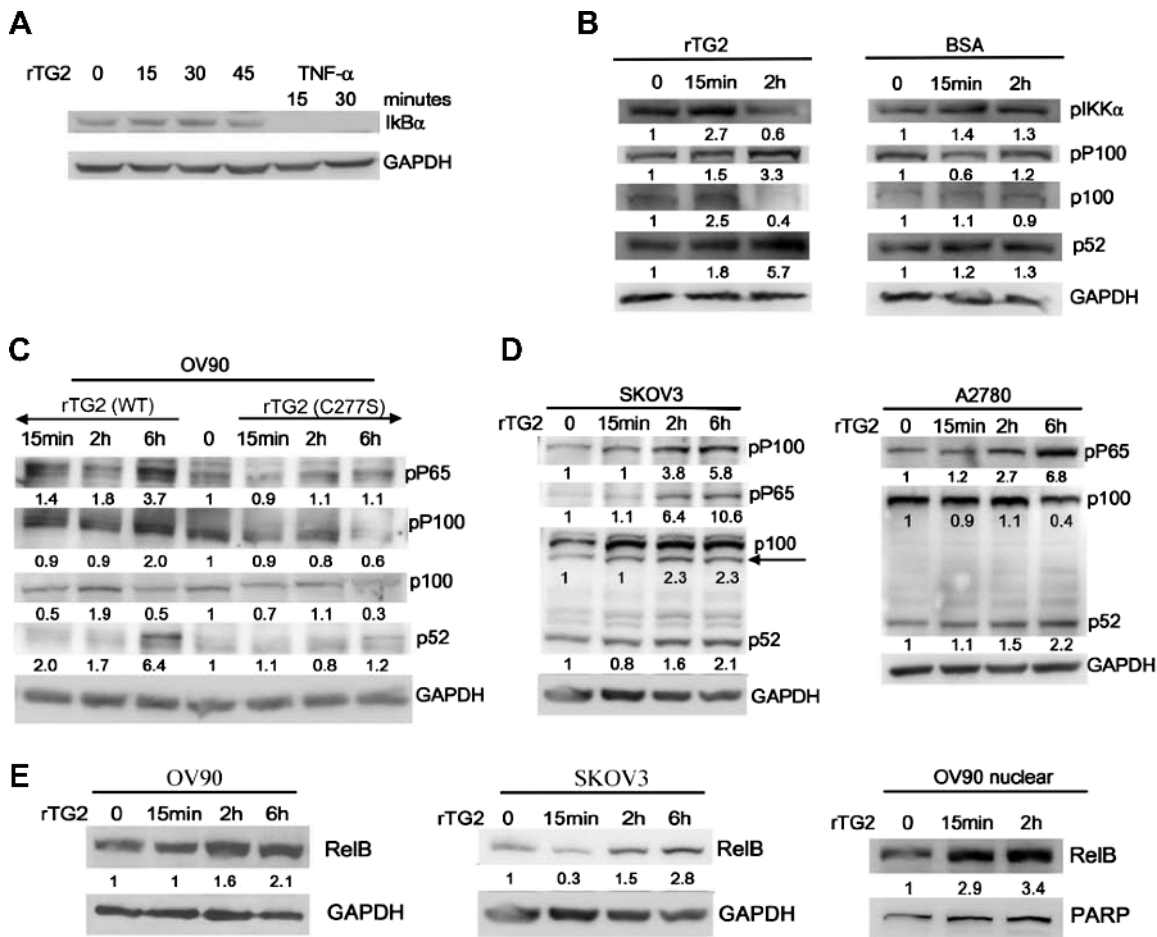 A
rTG2 0 15 30 45 TNF-α
15 30 minutes
IkBα
GAPDH
B
rTG2 BSA
0 15min 2h 0 15min 2h
pIKKα
1 2.7 0.6 1 1.4 1.3
pP100
1 1.5 3.3 1 0.6 1.2
p100
1 2.5 0.4 1 1.1 0.9
p52
1 1.8 5.7 1 1.2 1.3
GAPDH
C
OV90
rTG2 (WT) rTG2 (C277S)
15min 2h 6h 0 15min 2h 6h
pP65
1.4 1.8 3.7 1 0.9 1.1 1.1
pP100
0.9 0.9 2.0 1 0.9 0.8 0.6
p100
0.5 1.9 0.5 1 0.7 1.1 0.3
p52
2.0 1.7 6.4 1 1.1 0.8 1.2
GAPDH
D
SKOV3
rTG2 0 15min 2h 6h
pP100
1 1 3.8 5.8
pP65
1 1.1 6.4 10.6
p100
1 1 2.3 2.3
p52
1 0.8 1.6 2.1
GAPDH
A2780
rTG2 0 15min 2h 6h
pP65
1 1.2 2.7 6.8
p100
1 0.9 1.1 0.4
p52
1 1.1 1.5 2.2
GAPDH
E
OV90
rTG2 0 15min 2h 6h
RelB
1 1 1.6 2.1
GAPDH
SKOV3
rTG2 0 15min 2h 6h
RelB
1 0.3 1.5 2.8
GAPDH
OV90 nuclear
rTG2 0 15min 2h
RelB
1 2.9 3.4
PARP